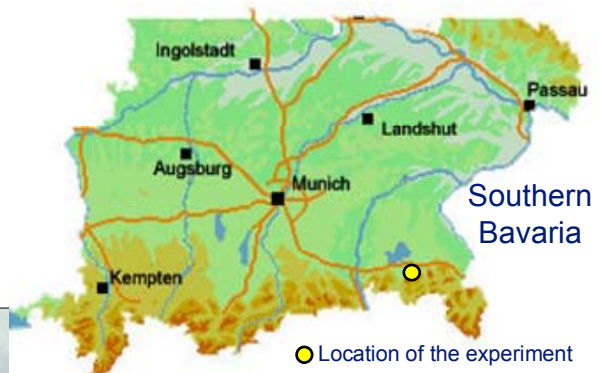 Ingolstadt
Passau
Landshut
Augsburg
Munich
Southern
Bavaria
Kempten
Location of the experiment